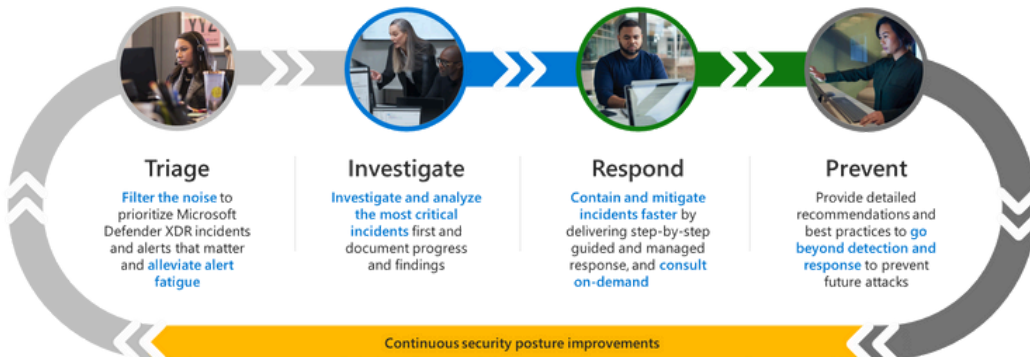 YYZ
Triage
Filter the noise to
prioritize Microsoft
Defender XDR incidents
and alerts that matter
and alleviate alert
fatigue
Investigate
Investigate and analyze
the most critical
incidents first and
document progress
and findings
Respond
Contain and mitigate
incidents faster by
delivering step-by-step
guided and managed
response, and consult
on-demand
Prevent
Provide detailed
recommendations and
best practices to go
beyond detection and
response to prevent
future attacks
Continuous security posture improvements